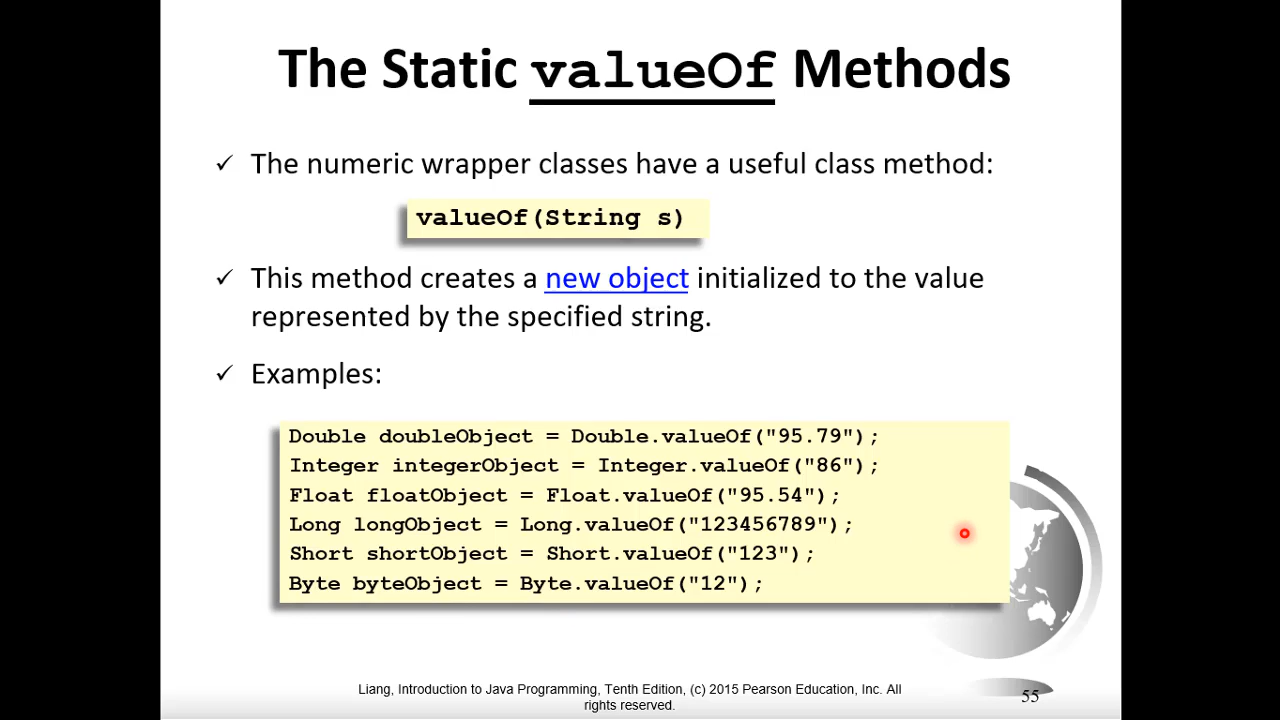 The Static valueOf Methods
✓ The numeric wrapper classes have a useful class method:
valueOf(String s)
✓ This method creates a new object initialized to the value
represented by the specified string.
✓ Examples:
Double doubleObject = Double.valueOf("95.79");
Integer integerObject = Integer.valueOf("86");
Float floatObject = Float.valueOf("95.54");
Long longObject = Long.valueOf("123456789");
Short shortObject = Short.valueOf("123");
Byte byteObject = Byte.valueOf("12");
Liang, Introduction to Java Programming, Tenth Edition, (c) 2015 Pearson Education, Inc. All
rights reserved.
55